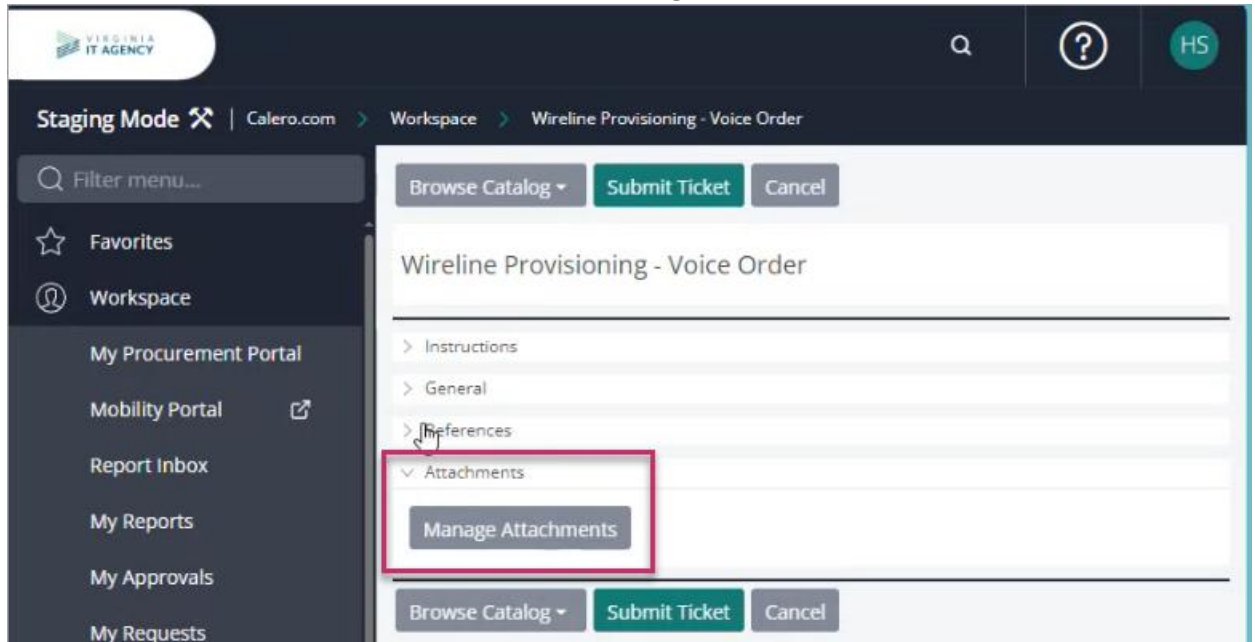 VIRGINIA
IT AGENCY
?
HS
Staging Mode | Calero.com > Workspace > Wireline Provisioning - Voice Order
Filter menu...
Favorites
Workspace
My Procurement Portal
Mobility Portal
Report Inbox
My Reports
My Approvals
My Requests
Browse Catalog Submit Ticket Cancel
Wireline Provisioning - Voice Order
> Instructions
> General
> References
Attachments
Manage Attachments
Browse Catalog Submit Ticket Cancel